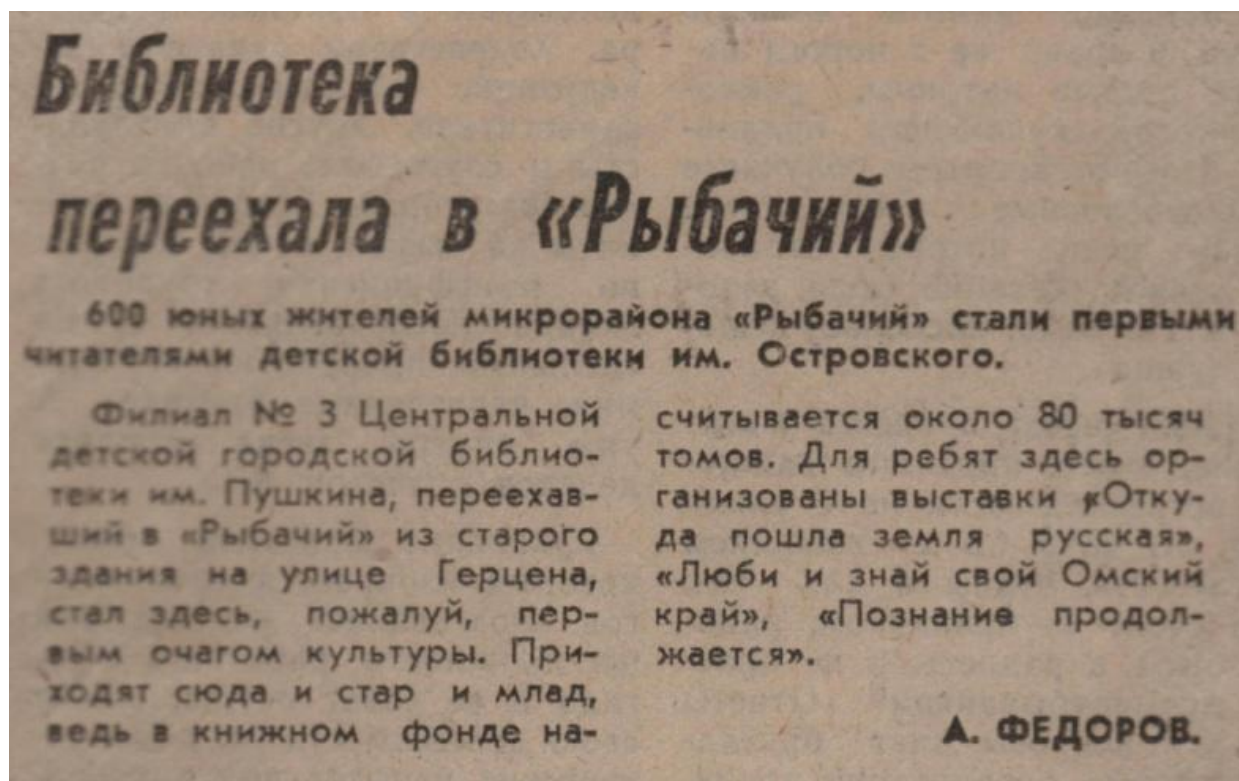 Библиотека
переехала в «Рыбачий»
600 юных жителей микрорайона «Рыбачий» стали первыми
читателями детской библиотеки им. Островского.
Филиал № 3 Центральной
детской городской библио-
теки им. Пушкина, переехав-
ший в «Рыбачий» из старого
здания на улице Герцена,
стал здесь, пожалуй, пер-
вым очагом культуры. При-
ходят сюда и стар и млад,
ведь в книжном фонде на-
считывается около 80 тысяч
томов. Для ребят здесь ор-
ганизованы выставки «Отку-
да пошла земля русская»,
«Люби и знай свой Омский
край», «Познание продол-
жается».
А. ФЕДОРОВ.